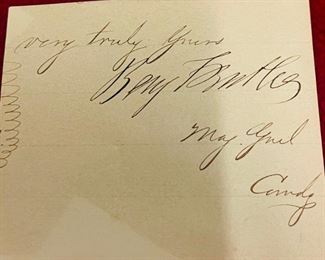 very truly yours
Benj F Butler
Maj. Genl
Comdg